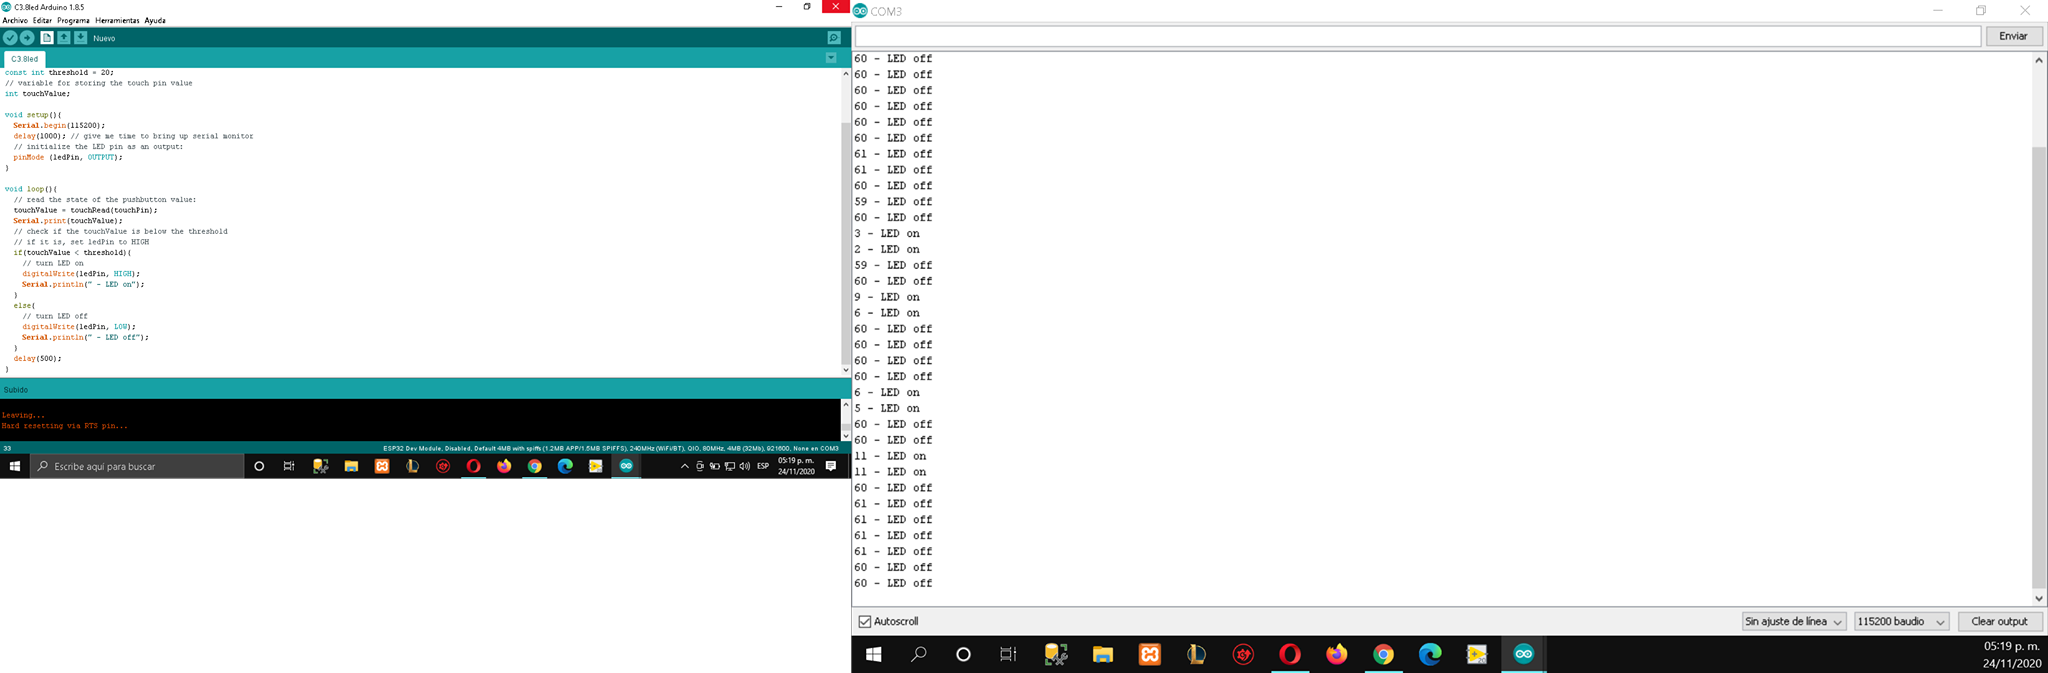 C3.8led Arduino 1.8.5
Archivo Editar Programa Herramientas Ayuda
Nuevo
C3.8led
const int threshold = 20;
// variable for storing the touch pin value
int touchValue;
void setup(){
Serial.begin(115200);
delay(1000); // give me time to bring up serial monitor
// initialize the LED pin as an output:
pinMode (ledPin, OUTPUT);
}
void loop(){
// read the state of the pushbutton value:
touchValue = touchRead(touchPin);
Serial.print(touchValue);
// check if the touchValue is below the threshold
// if it is, set ledPin to HIGH
if(touchValue < threshold){
// turn LED on
digitalWrite(ledPin, HIGH);
Serial.println(" - LED on");
}
else{
// turn LED off
digitalWrite(ledPin, LOW);
Serial.println(" - LED off");
}
delay(500);
}
Subido
Leaving...
Hard resetting via RTS pin...
33
ESP32 Dev Module, Disabled, Default 4MB with spiffs (1.2MB APP/1.5MB SPIFFS), 240MHz (WiFi/BT), QIO, 80MHz, 4MB (32Mb), 921600, None en COM3
Escribe aquí para buscar
ESP
05:19 p. m.
24/11/2020
COM3
Enviar
60 - LED off
60 - LED off
60 - LED off
60 - LED off
60 - LED off
60 - LED off
61 - LED off
61 - LED off
60 - LED off
59 - LED off
60 - LED off
3 - LED on
2 - LED on
59 - LED off
60 - LED off
9 - LED on
6 - LED on
60 - LED off
60 - LED off
60 - LED off
60 - LED off
6 - LED on
5 - LED on
60 - LED off
60 - LED off
11 - LED on
11 - LED on
60 - LED off
61 - LED off
61 - LED off
61 - LED off
61 - LED off
60 - LED off
60 - LED off
Autoscroll
Sin ajuste de línea
115200 baudio
Clear output
05:19 p. m.
24/11/2020